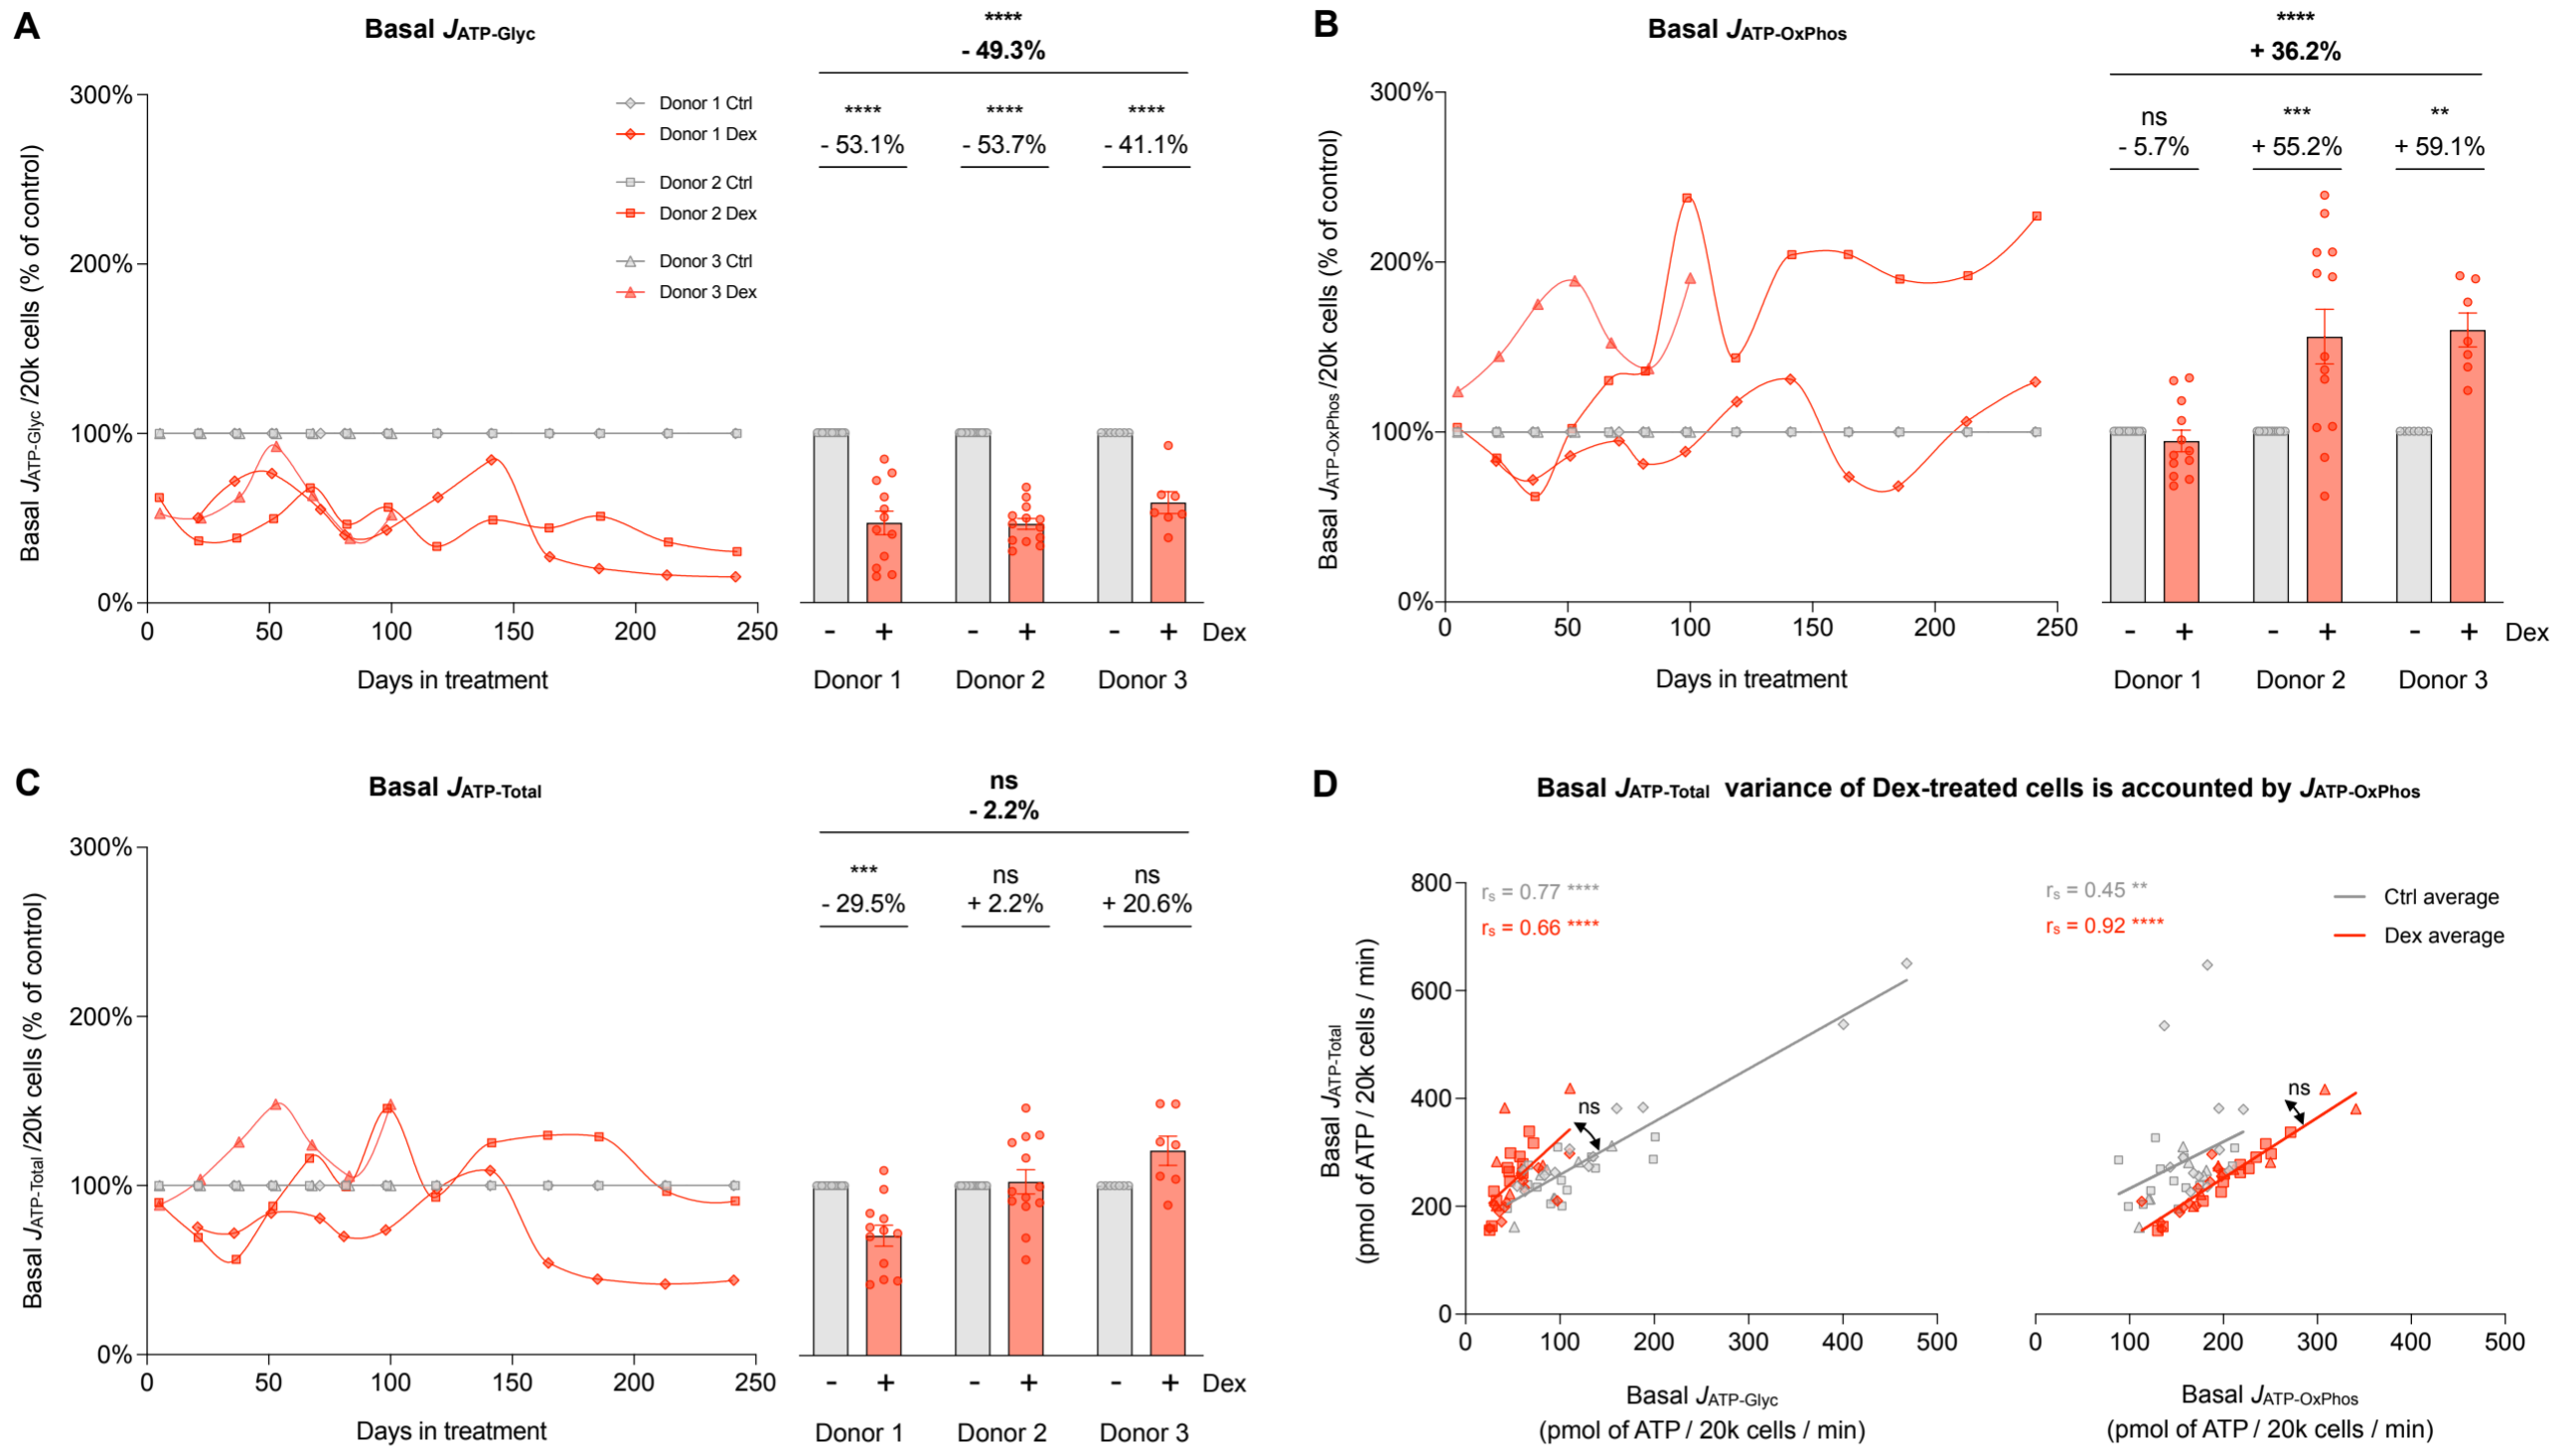 A
Basal JATP-Glyc
****
- 49.3%
****
****
****
- 53.1%
- 53.7%
- 41.1%
Donor 1 Ctrl
Donor 1 Dex
Donor 2 Ctrl
Donor 2 Dex
Donor 3 Ctrl
Donor 3 Dex
Basal JATP-Glyc /20k cells (% of control)
300%
200%
100%
0%
0 50 100 150 200 250
Days in treatment
- + - + - + Dex
Donor 1 Donor 2 Donor 3
B
Basal JATP-OxPhos
****
+ 36.2%
ns *** **
- 5.7% + 55.2% + 59.1%
Basal JATP-OxPhos /20k cells (% of control)
300%
200%
100%
0%
0 50 100 150 200 250
Days in treatment
- + - + - + Dex
Donor 1 Donor 2 Donor 3
C
Basal JATP-Total
ns
- 2.2%
*** ns ns
- 29.5% + 2.2% + 20.6%
Basal JATP-Total /20k cells (% of control)
300%
200%
100%
0%
0 50 100 150 200 250
Days in treatment
- + - + - + Dex
Donor 1 Donor 2 Donor 3
D
Basal JATP-Total variance of Dex-treated cells is accounted by JATP-OxPhos
Basal JATP-Total
(pmol of ATP / 20k cells / min)
800
600
400
200
0
rs = 0.77 ****
rs = 0.66 ****
ns
0 100 200 300 400 500
Basal JATP-Glyc
(pmol of ATP / 20k cells / min)
rs = 0.45 **
rs = 0.92 ****
Ctrl average
Dex average
ns
0 100 200 300 400 500
Basal JATP-OxPhos
(pmol of ATP / 20k cells / min)